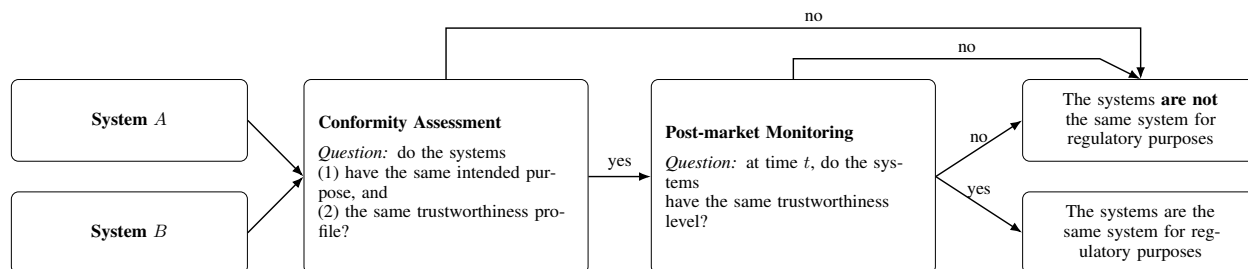 no
no
System A
System B
Conformity Assessment
Question: do the systems
(1) have the same intended pur-
pose, and
(2) the same trustworthiness pro-
file?
yes
Post-market Monitoring
Question: at time t, do the sys-
tems
have the same trustworthiness
level?
no
yes
The systems are not
the same system for
regulatory purposes
The systems are the
same system for reg-
ulatory purposes